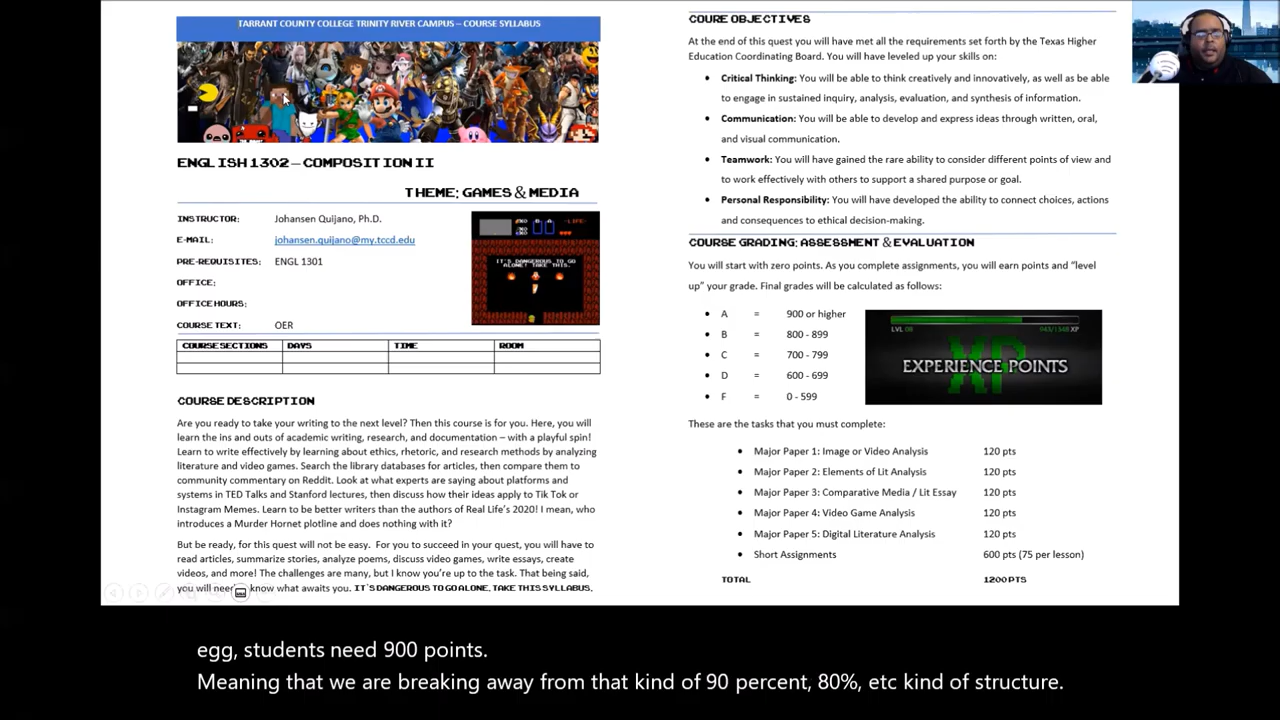 TARRANT COUNTY COLLEGE TRINITY RIVER CAMPUS – COURSE SYLLABUS
ENGLISH 1302 – COMPOSITION II
THEME: GAMES & MEDIA
INSTRUCTOR: Johansen Quijano, Ph.D.
E-MAIL: johansen.quijano@my.tccd.edu
PRE-REQUISITES: ENGL 1301
OFFICE:
OFFICE HOURS:
COURSE TEXT: OER
-LIFE-
B A
IT'S DANGEROUS TO GO
ALONE! TAKE THIS.
COURSE SECTIONS DAYS TIME ROOM
COURSE DESCRIPTION
Are you ready to take your writing to the next level? Then this course is for you. Here, you will
learn the ins and outs of academic writing, research, and documentation – with a playful spin!
Learn to write effectively by learning about ethics, rhetoric, and research methods by analyzing
literature and video games. Search the library databases for articles, then compare them to
community commentary on Reddit. Look at what experts are saying about platforms and
systems in TED Talks and Stanford lectures, then discuss how their ideas apply to Tik Tok or
Instagram Memes. Learn to be better writers than the authors of Real Life's 2020! I mean, who
introduces a Murder Hornet plotline and does nothing with it?
But be ready, for this quest will not be easy. For you to succeed in your quest, you will have to
read articles, summarize stories, analyze poems, discuss video games, write essays, create
videos, and more! The challenges are many, but I know you're up to the task. That being said,
you will need know what awaits you. IT'S DANGEROUS TO GO ALONE, TAKE THIS SYLLABUS.
COURE OBJECTIVES
At the end of this quest you will have met all the requirements set forth by the Texas Higher
Education Coordinating Board. You will have leveled up your skills on:
• Critical Thinking: You will be able to think creatively and innovatively, as well as be able
to engage in sustained inquiry, analysis, evaluation, and synthesis of information.
• Communication: You will be able to develop and express ideas through written, oral,
and visual communication.
• Teamwork: You will have gained the rare ability to consider different points of view and
to work effectively with others to support a shared purpose or goal.
• Personal Responsibility: You will have developed the ability to connect choices, actions
and consequences to ethical decision-making.
COURSE GRADING: ASSESSMENT & EVALUATION
You will start with zero points. As you complete assignments, you will earn points and “level
up” your grade. Final grades will be calculated as follows:
• A = 900 or higher
• B = 800 - 899
• C = 700 - 799
• D = 600 - 699
• F = 0 - 599
XP
EXPERIENCE POINTS
These are the tasks that you must complete:
• Major Paper 1: Image or Video Analysis 120 pts
• Major Paper 2: Elements of Lit Analysis 120 pts
• Major Paper 3: Comparative Media / Lit Essay 120 pts
• Major Paper 4: Video Game Analysis 120 pts
• Major Paper 5: Digital Literature Analysis 120 pts
• Short Assignments 600 pts (75 per lesson)
TOTAL 1200 PTS
egg, students need 900 points.
Meaning that we are breaking away from that kind of 90 percent, 80%, etc kind of structure.